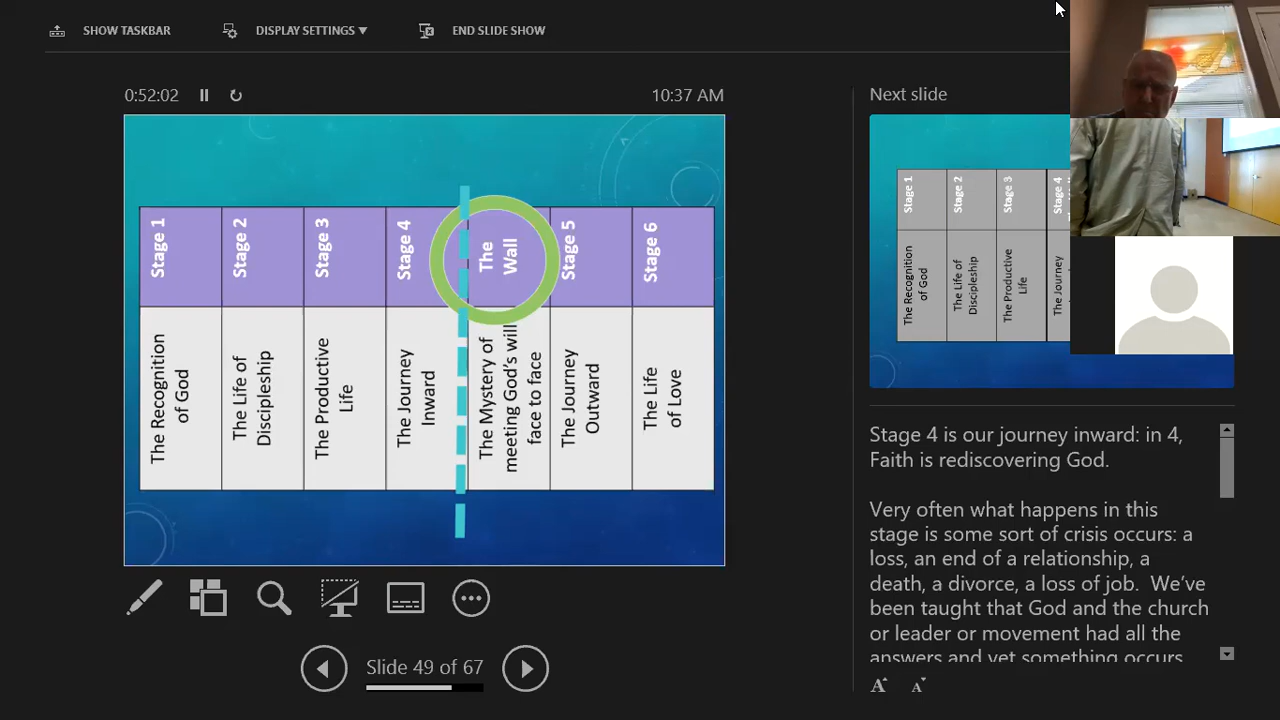 SHOW TASKBAR
DISPLAY SETTINGS
END SLIDE SHOW
0:52:02
10:37 AM
Next slide
Stage 1
Stage 2
Stage 3
Stage 4
The
Wall
Stage 5
Stage 6
The Recognition
of God
The Life of
Discipleship
The Productive
Life
The Journey
Inward
The Mystery of
meeting God's will
face to face
The Journey
Outward
The Life
of Love
Stage 1
Stage 2
Stage 3
Stage 4
The Recognition
of God
The Life of
Discipleship
The Productive
Life
The Journey
Stage 4 is our journey inward: in 4,
Faith is rediscovering God.
Very often what happens in this
stage is some sort of crisis occurs: a
loss, an end of a relationship, a
death, a divorce, a loss of job. We've
been taught that God and the church
or leader or movement had all the
answers and yet something occurs
Slide 49 of 67
A
A